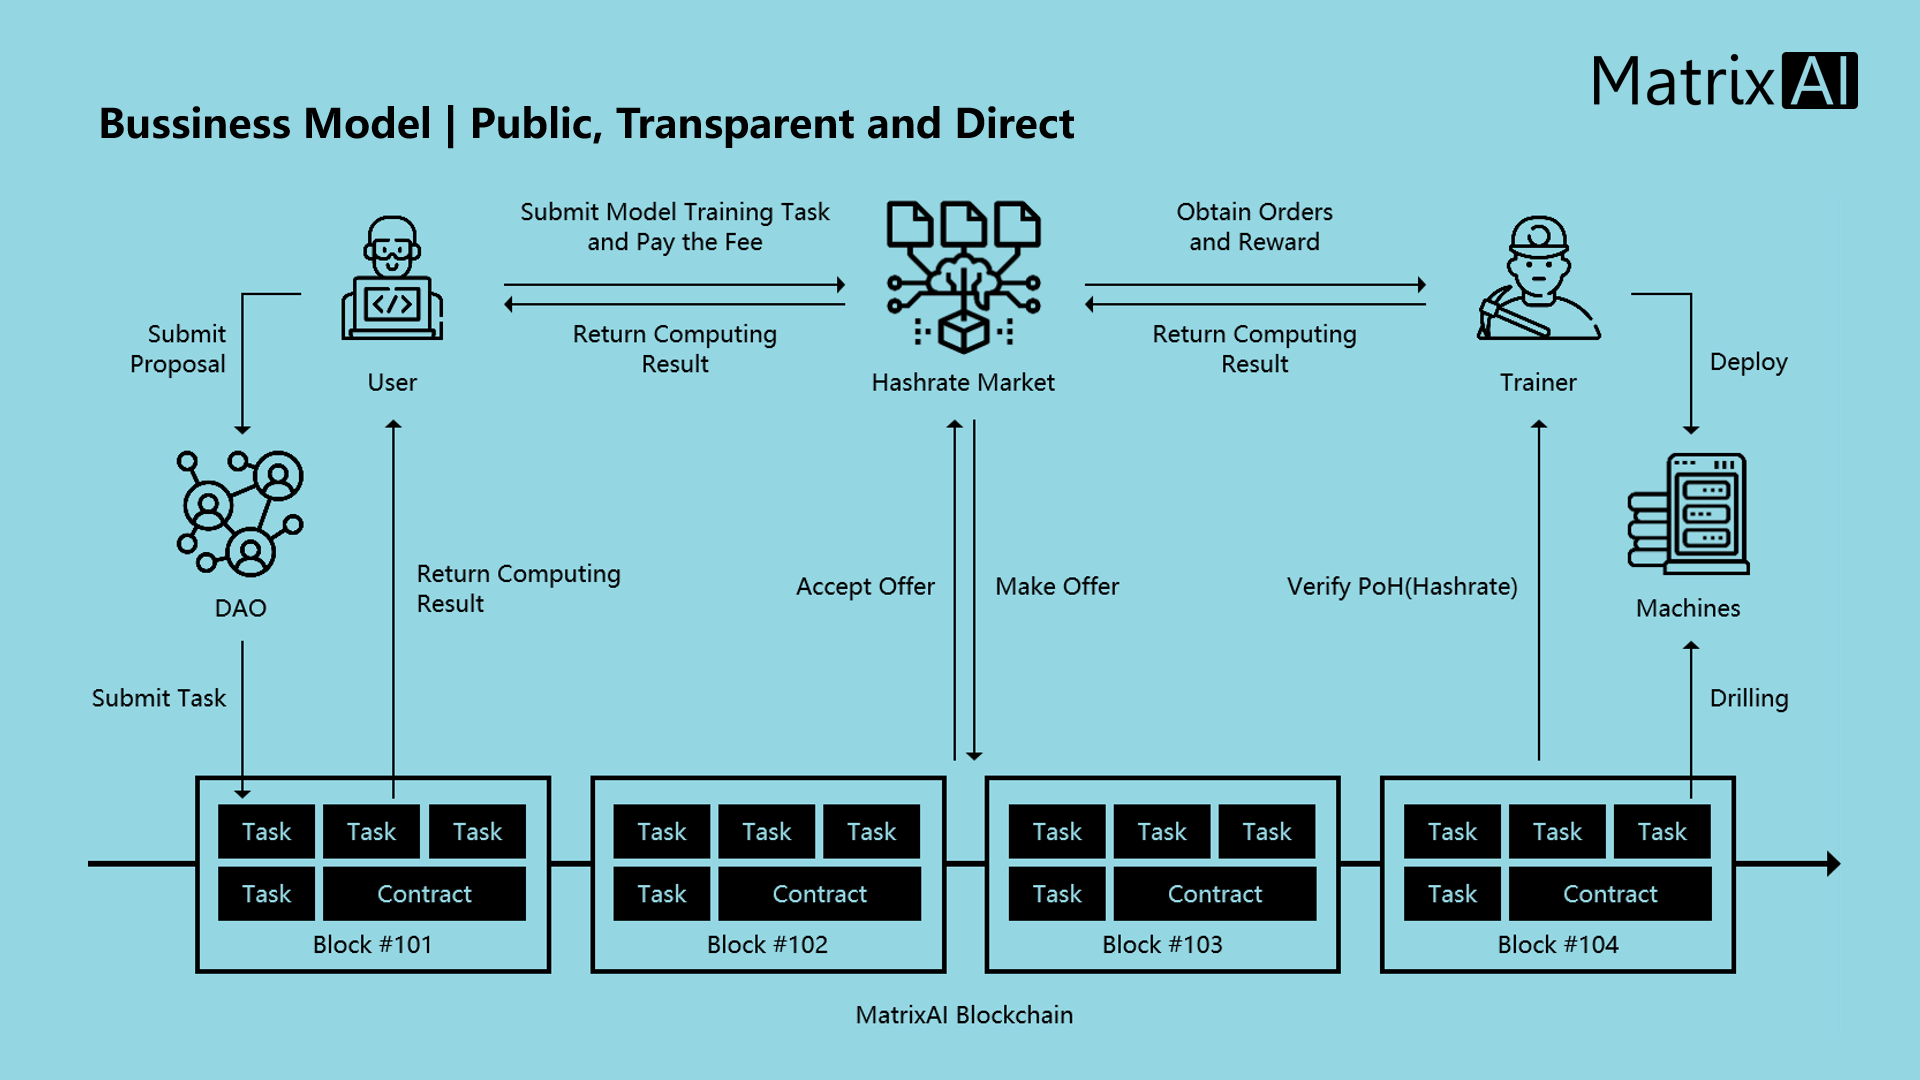 MatrixAI
Bussiness Model | Public, Transparent and Direct
Submit Model Training Task
and Pay the Fee
Obtain Orders
and Reward
</>
Submit
Proposal
Return Computing
Result
Return Computing
Result
Deploy
User
Hashrate Market
Trainer
Return Computing
Result
Accept Offer
Make Offer
Verify PoH(Hashrate)
DAO
Machines
Submit Task
Drilling
Task Task Task
Task Contract
Block #101
Task Task Task
Task Contract
Block #102
Task Task Task
Task Contract
Block #103
Task Task Task
Task Contract
Block #104
MatrixAI Blockchain